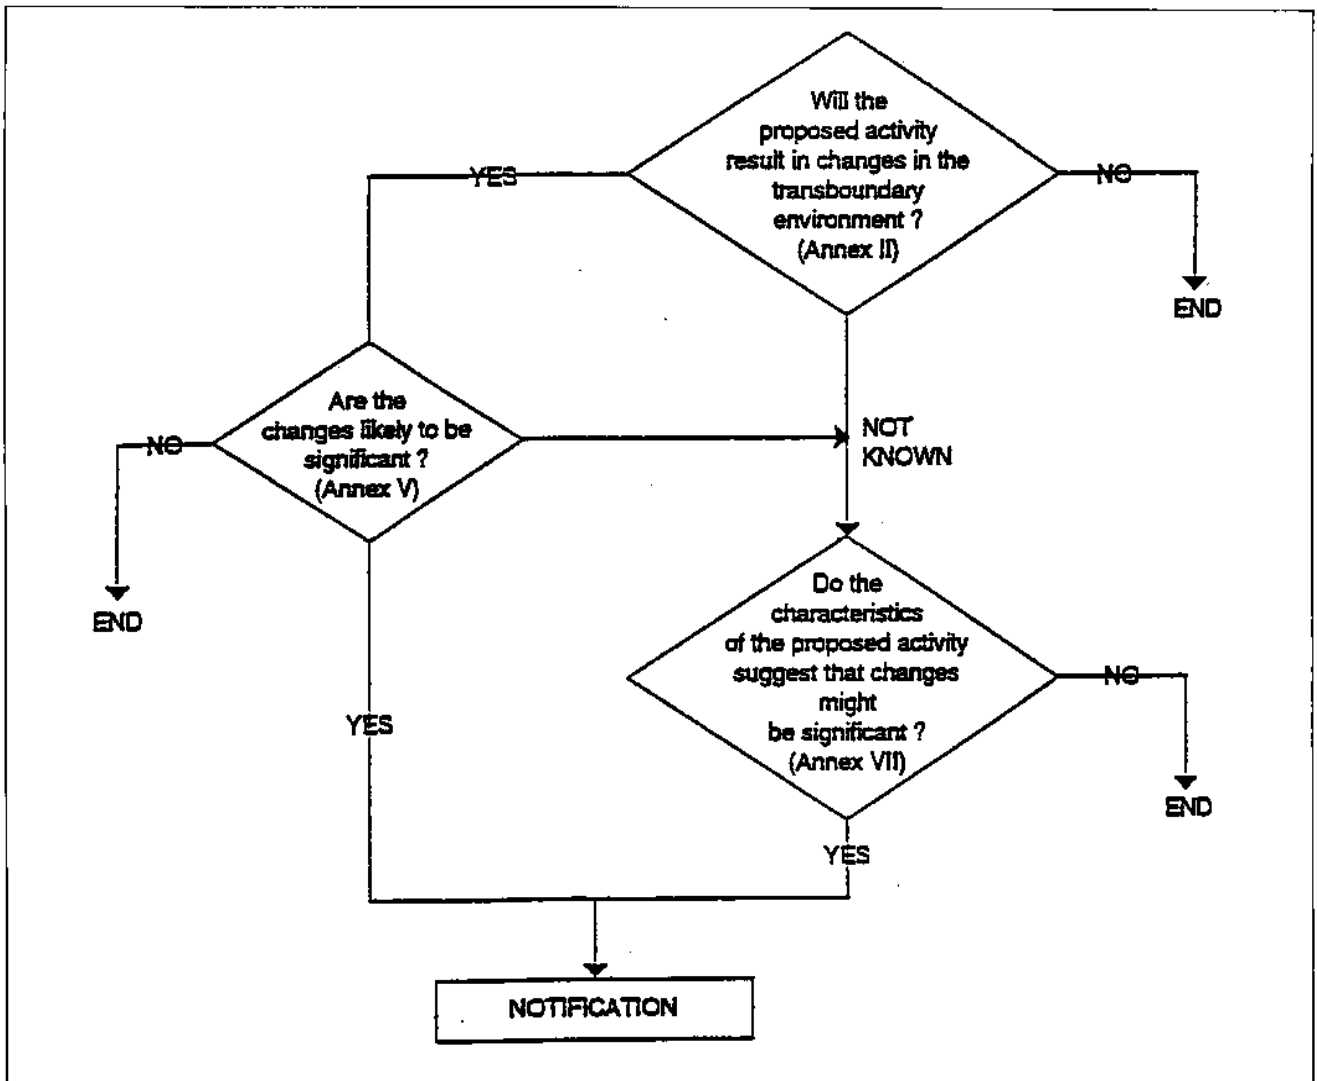 Will the
proposed activity
result in changes in the
transboundary
environment ?
(Annex II)
YES
NO
END
Are the
changes likely to be
significant ?
(Annex V)
NO
NOT
KNOWN
END
Do the
characteristics
of the proposed activity
suggest that changes
might
be significant ?
(Annex VII)
NO
YES
END
YES
NOTIFICATION